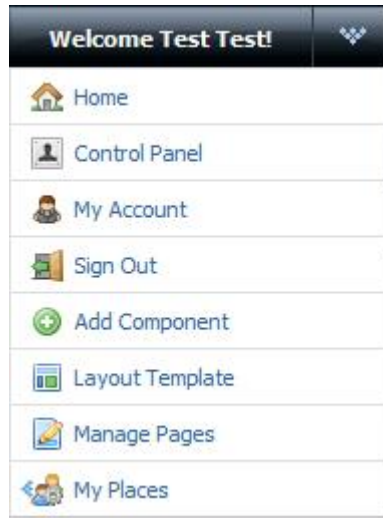 Welcome Test Test!
Home
Control Panel
My Account
Sign Out
Add Component
Layout Template
Manage Pages
My Places